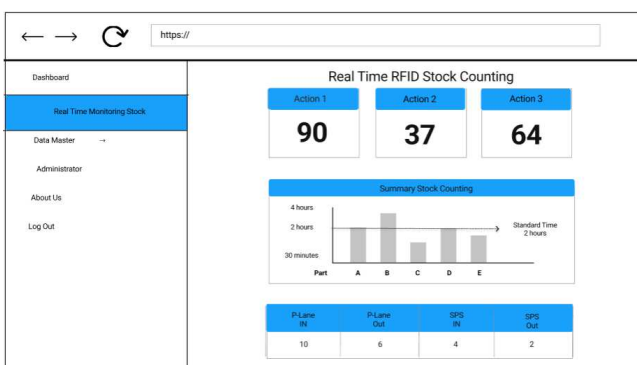 https://
Dashboard
Real Time Monitoring Stock
Data Master →
Administrator
About Us
Log Out
Real Time RFID Stock Counting
Action 1 Action 2 Action 3
90 37 64
Summary Stock Counting
4 hours
2 hours
30 minutes
Standard Time
2 hours
Part A B C D E
P-Lane IN P-Lane Out SPS IN SPS Out
10 6 4 2